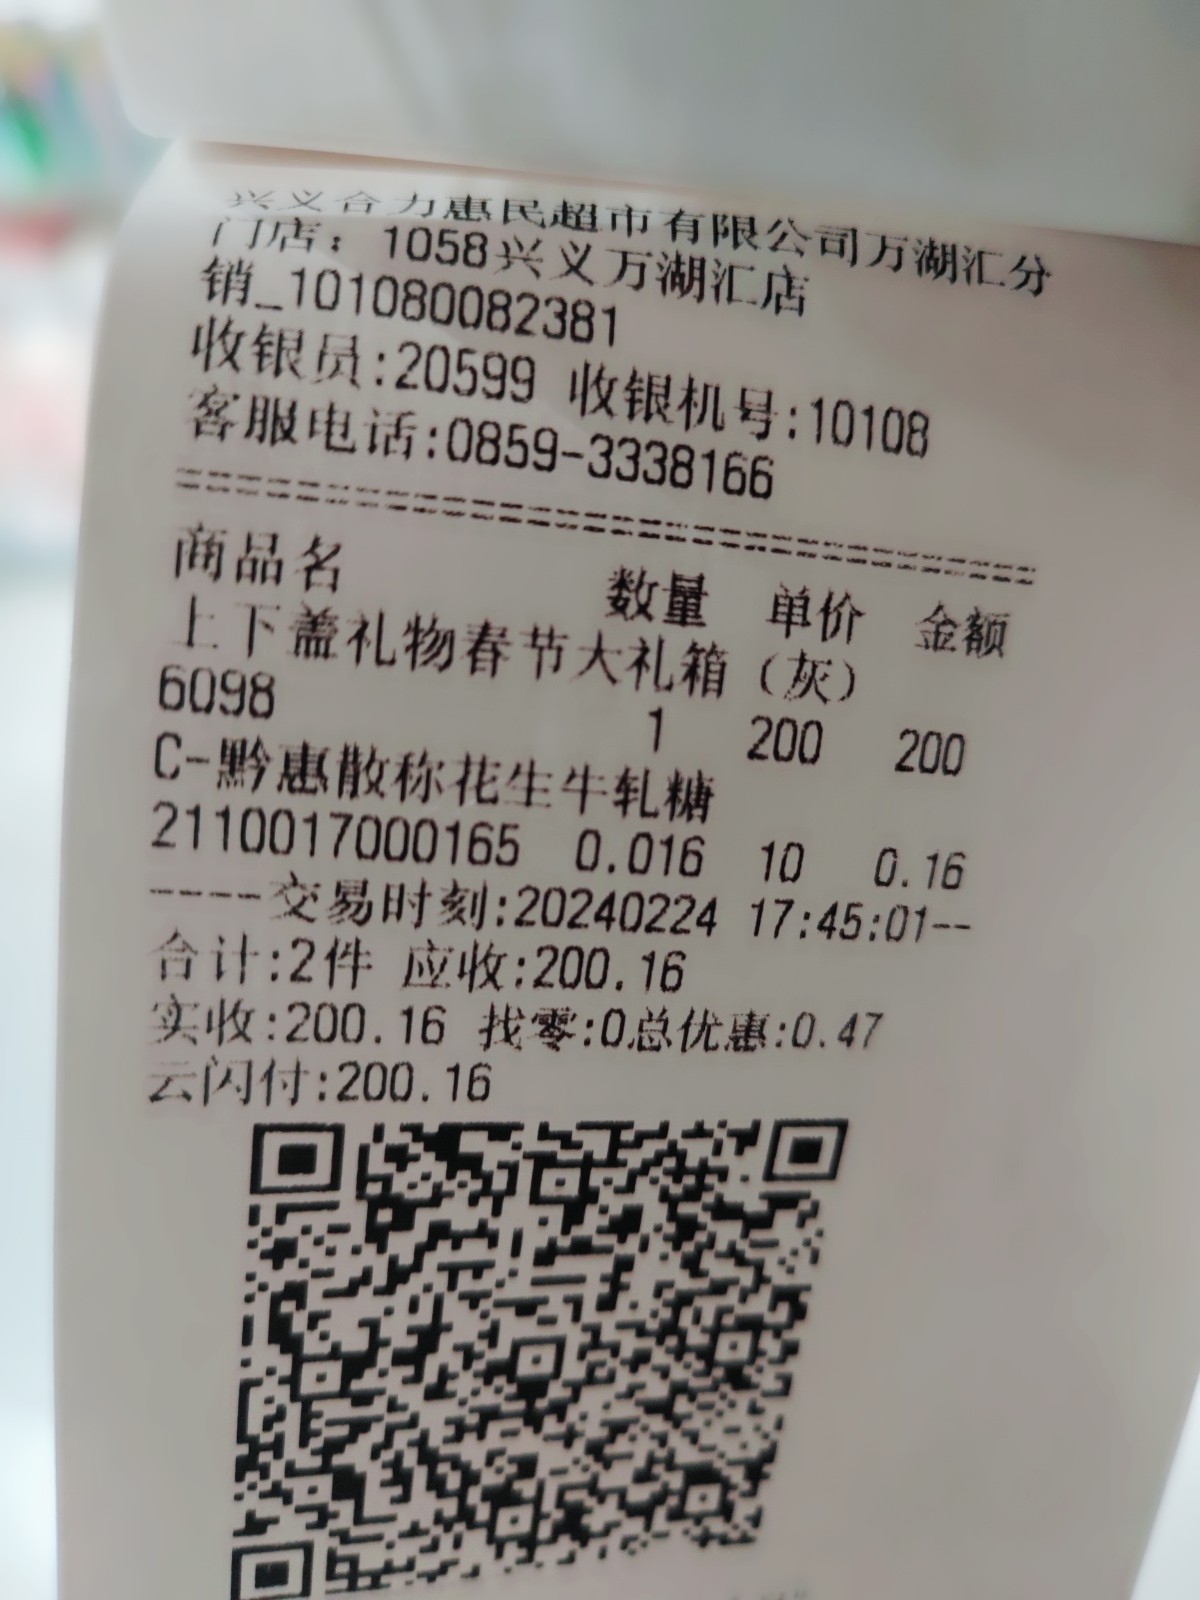 兴义合力惠民超市有限公司万湖汇分
门店：1058兴义万湖汇店
销_101080082381
收银员:20599 收银机号:10108
客服电话:0859-3338166
商品名 数量 单价 金额
上下盖礼物春节大礼箱（灰）
6098 1 200 200
C-黔惠散称花生牛轧糖
2110017000165 0.016 10 0.16
----交易时刻:20240224 17:45:01--
合计:2件 应收:200.16
实收:200.16 找零:0总优惠:0.47
云闪付:200.16